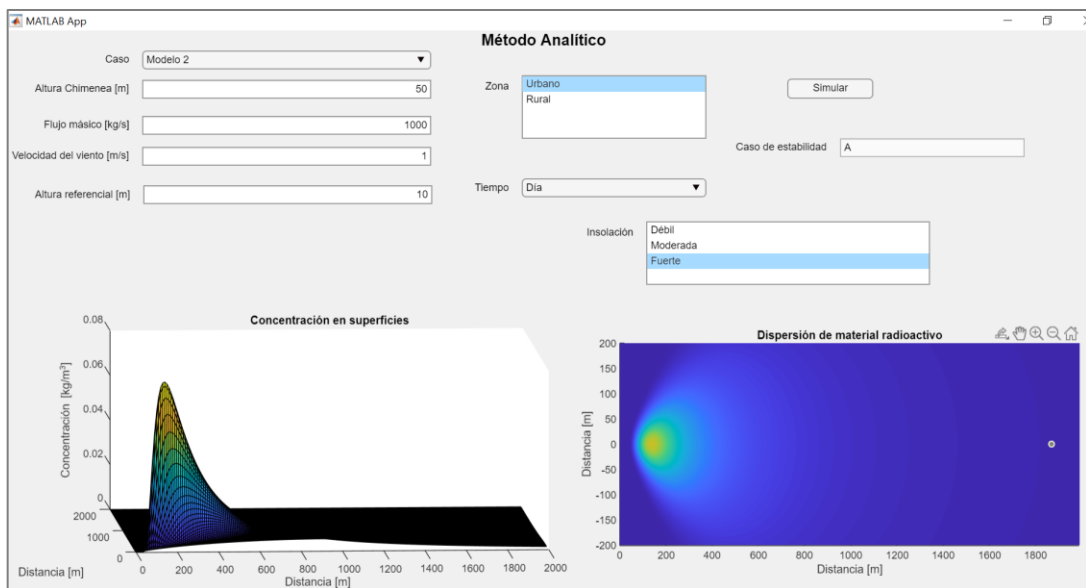 MATLAB App
Método Analítico
Caso
Modelo 2
Altura Chimenea [m]
50
Flujo másico [kg/s]
1000
Velocidad del viento [m/s]
1
Altura referencial [m]
10
Zona
Urbano
Rural
Simular
Caso de estabilidad
A
Tiempo
Día
Insolación
Débil
Moderada
Fuerte
Concentración en superficies
Concentración [kg/m³]
0.08
0.06
0.04
0.02
0
2000
1000
0
Distancia [m]
0 200 400 600 800 1000 1200 1400 1600 1800 2000
Distancia [m]
Dispersión de material radioactivo
Distancia [m]
200
150
100
50
0
-50
-100
-150
-200
0 200 400 600 800 1000 1200 1400 1600 1800
Distancia [m]